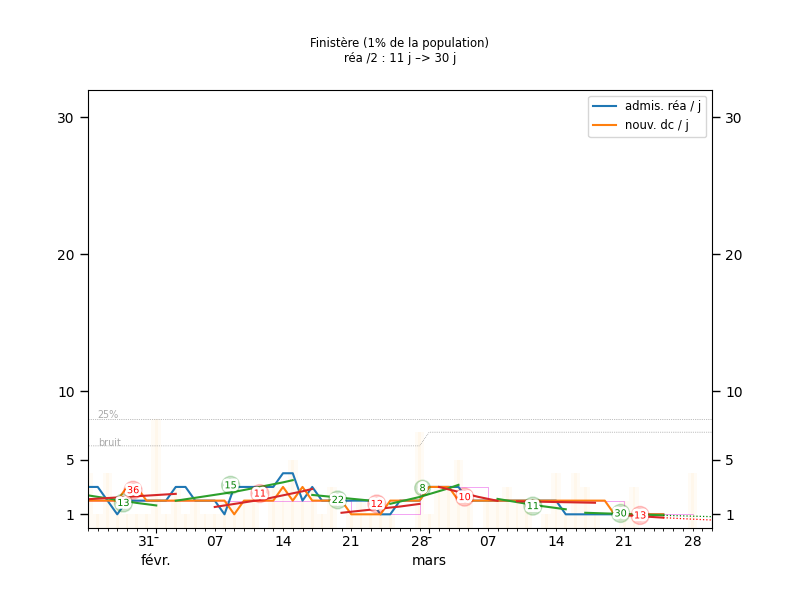 Finistère (1% de la population)
réa /2 : 11 j –> 30 j
admis. réa / j
nouv. dc / j
30 30
20 20
10 10
25%
bruit
5 5
36 13 15 11 22 12 8 10 11 30 13
1 1
31 07 14 21 28 07 14 21 28
févr. mars